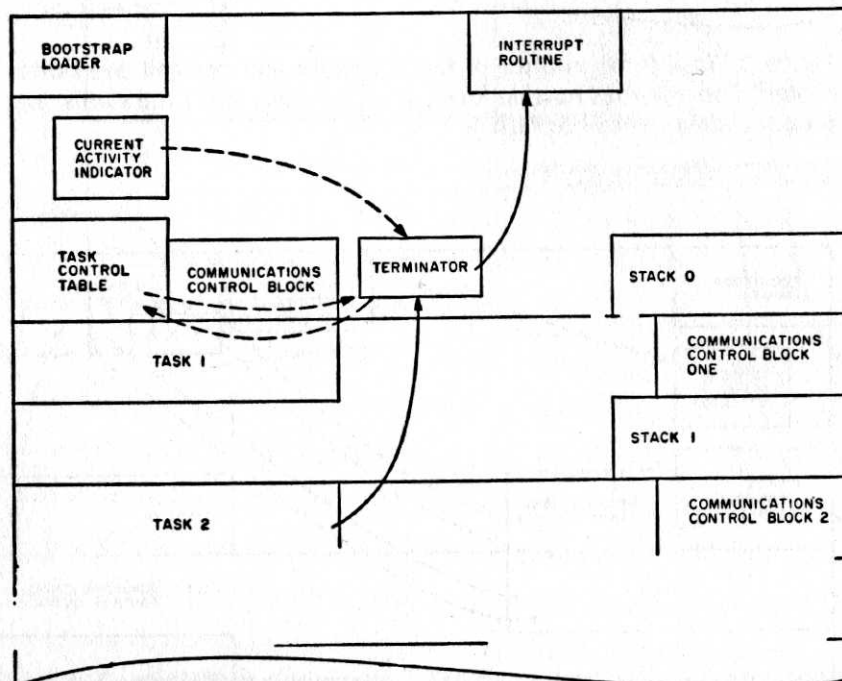 BOOTSTRAP
LOADER
INTERRUPT
ROUTINE
CURRENT
ACTIVITY
INDICATOR
TASK
CONTROL
TABLE
COMMUNICATIONS
CONTROL BLOCK
TERMINATOR
STACK 0
TASK 1
COMMUNICATIONS
CONTROL BLOCK
ONE
STACK 1
TASK 2
COMMUNICATIONS
CONTROL BLOCK 2